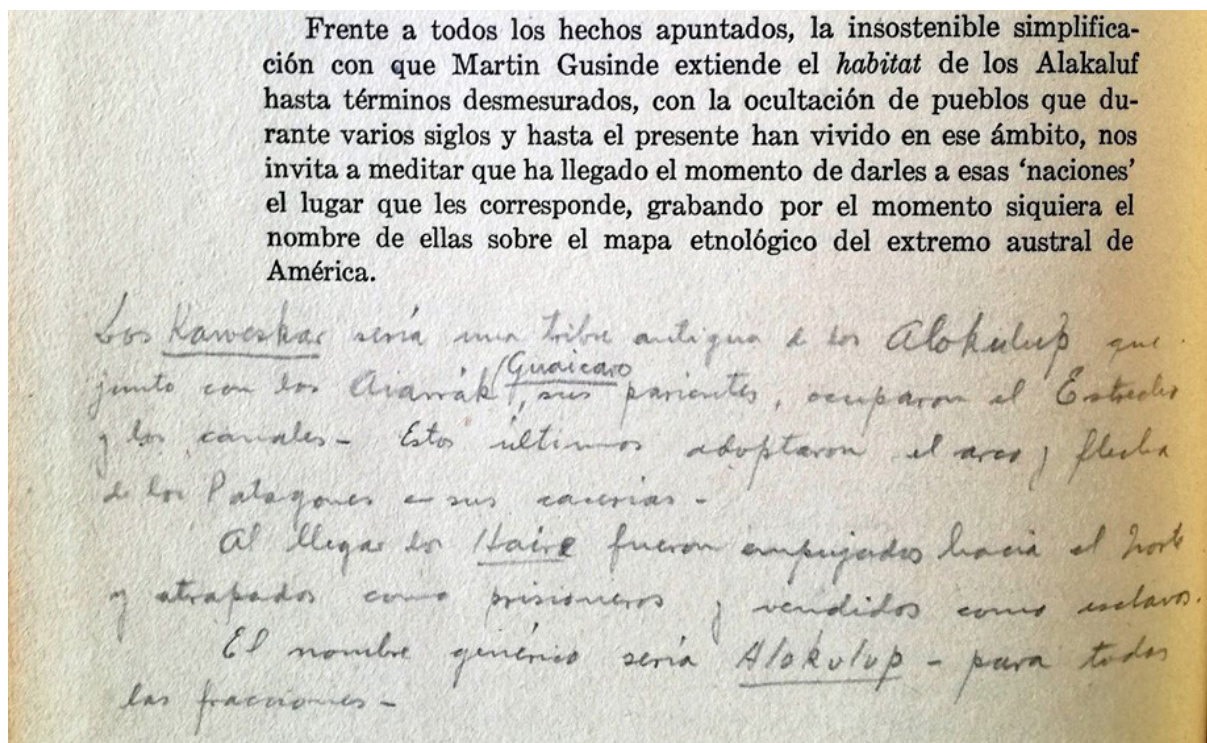 Frente a todos los hechos apuntados, la insostenible simplifica-
ción con que Martin Gusinde extiende el habitat de los Alakaluf
hasta términos desmesurados, con la ocultación de pueblos que du-
rante varios siglos y hasta el presente han vivido en ese ámbito, nos
invita a meditar que ha llegado el momento de darles a esas ‘naciones’
el lugar que les corresponde, grabando por el momento siquiera el
nombre de ellas sobre el mapa etnológico del extremo austral de
América.
Los Kaweskar sería una tribu antigua de los Alokulup que
Guaicaro
junto con los, sus parientes, ocuparon el Estrecho
y los canales - Estos últimos adoptaron el arco y flecha
de los Patagones en sus cacerías -
Al llegar los Haire fueron empujados hacia el norte
y atrapados como prisioneros y vendidos como esclavos.
El nombre genérico sería Alokulup - para todas
las fracciones -